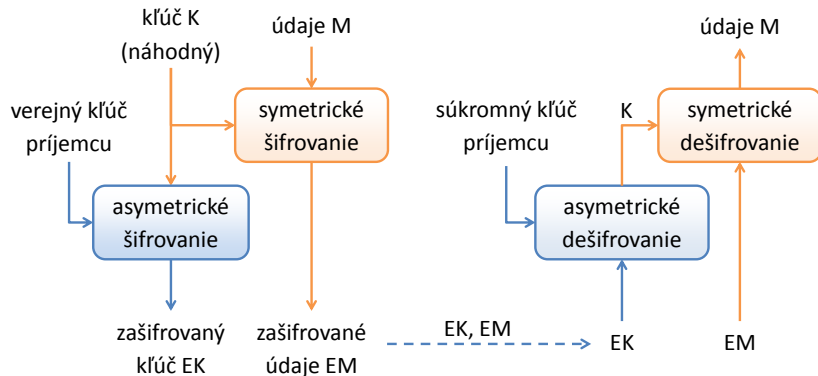 kľúč K
(náhodný)
údaje M
verejný kľúč
príjemcu
symetrické
šifrovanie
asymetrické
šifrovanie
zašifrovaný
kľúč EK
zašifrované
údaje EM
EK, EM
údaje M
súkromný kľúč
príjemcu
K
symetrické
dešifrovanie
asymetrické
dešifrovanie
EK
EM